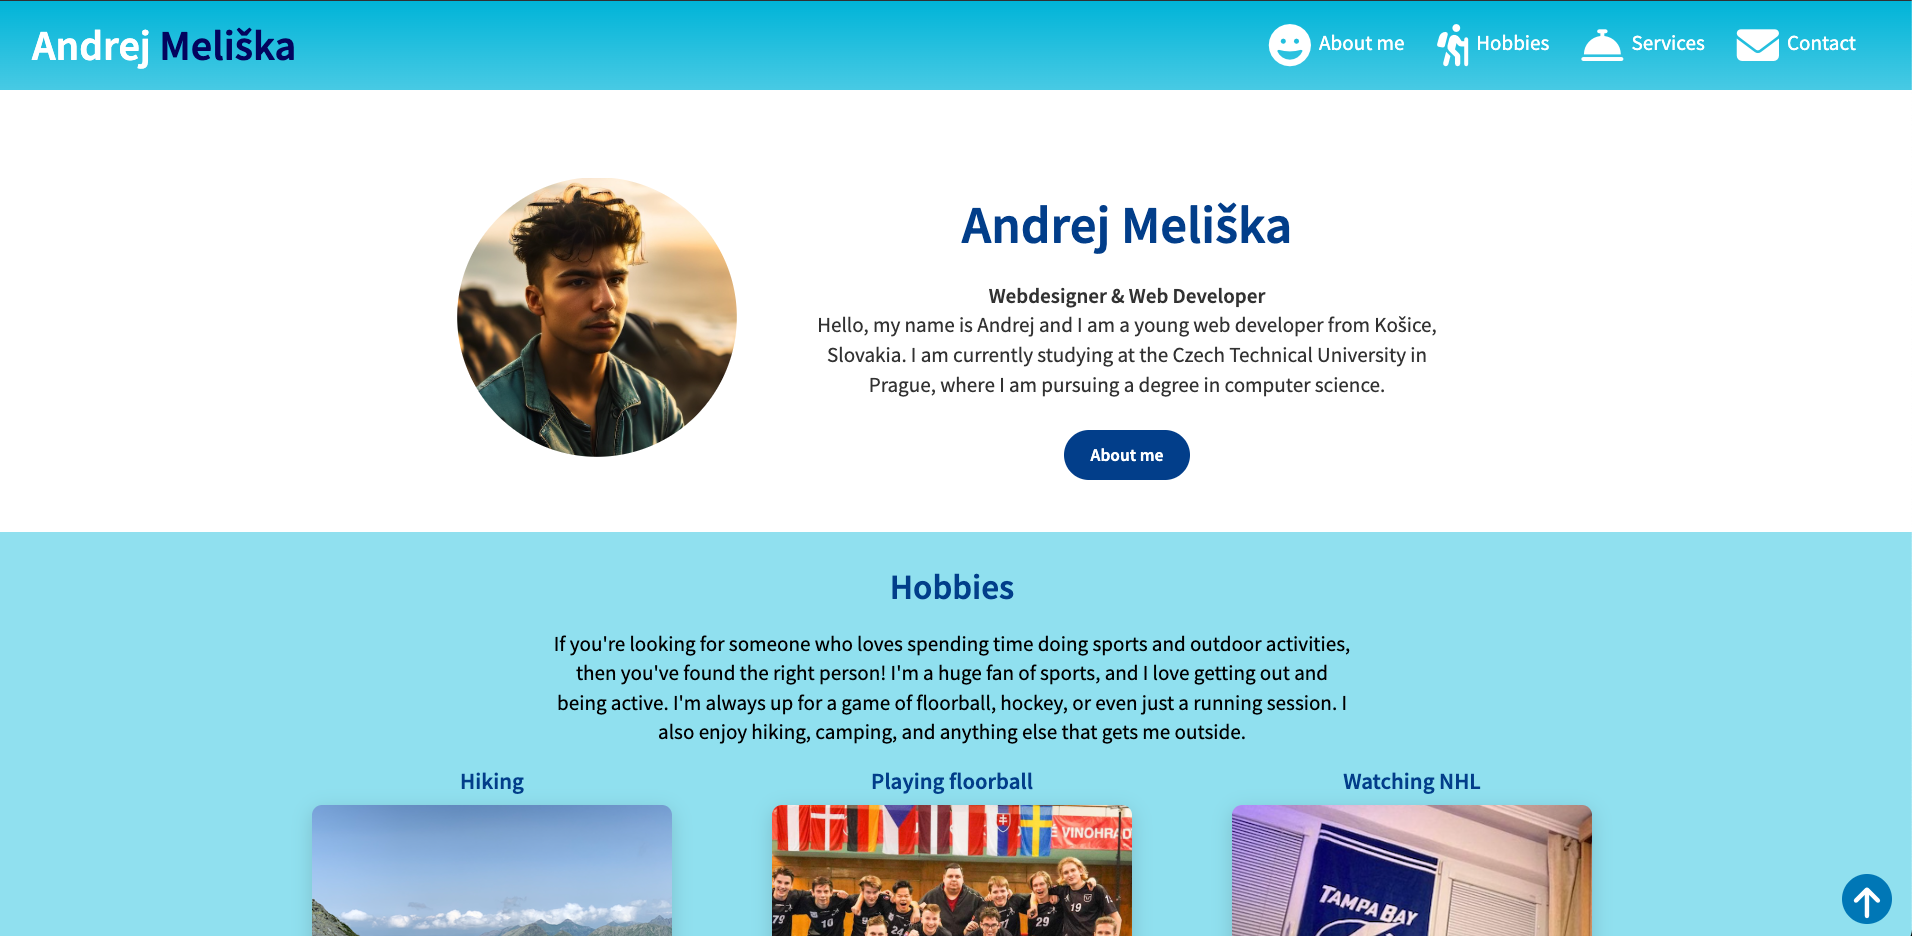 Andrej Meliška
About me
Hobbies
Services
Contact
Andrej Meliška
Webdesigner & Web Developer
Hello, my name is Andrej and I am a young web developer from Košice,
Slovakia. I am currently studying at the Czech Technical University in
Prague, where I am pursuing a degree in computer science.
About me
Hobbies
If you're looking for someone who loves spending time doing sports and outdoor activities,
then you've found the right person! I'm a huge fan of sports, and I love getting out and
being active. I'm always up for a game of floorball, hockey, or even just a running session. I
also enjoy hiking, camping, and anything else that gets me outside.
Hiking
Playing floorball
Watching NHL
VINOHRA
79
10
24
29
19
TAMPA BAY